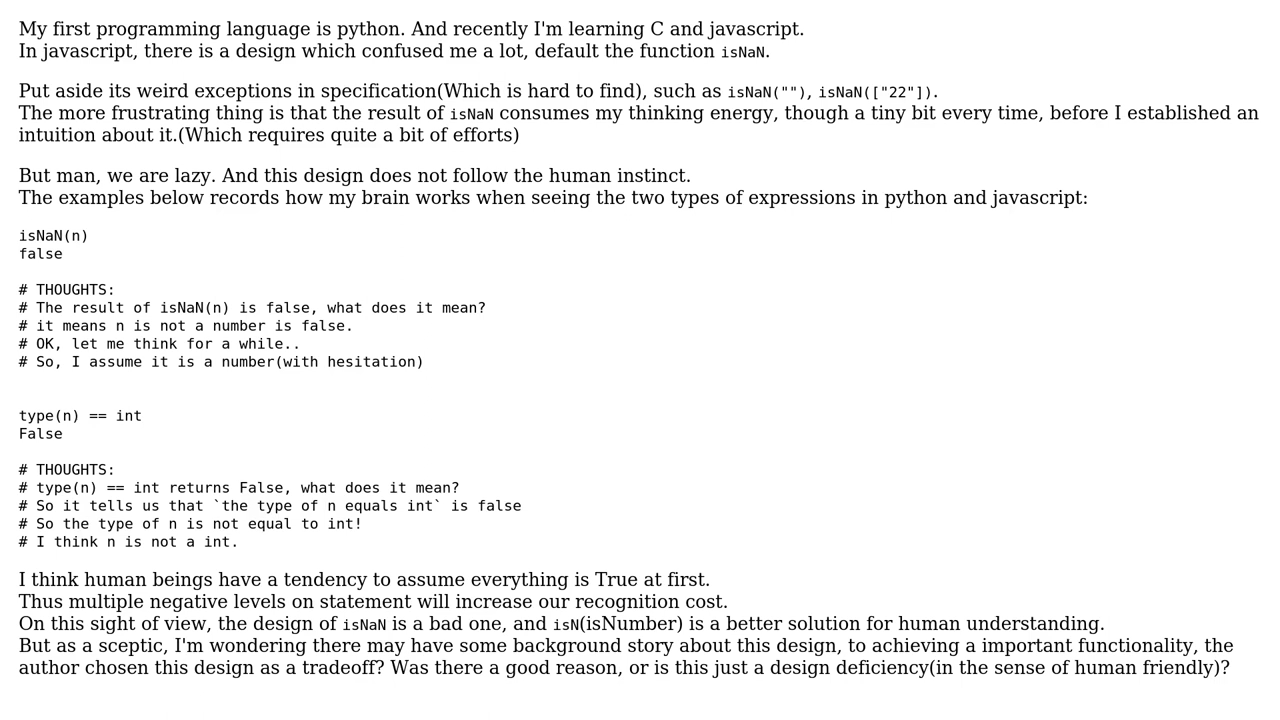 My first programming language is python. And recently I'm learning C and javascript.
In javascript, there is a design which confused me a lot, default the function isNaN.
Put aside its weird exceptions in specification(Which is hard to find), such as isNaN(""), isNaN(["22"]).
The more frustrating thing is that the result of isNaN consumes my thinking energy, though a tiny bit every time, before I established an
intuition about it.(Which requires quite a bit of efforts)
But man, we are lazy. And this design does not follow the human instinct.
The examples below records how my brain works when seeing the two types of expressions in python and javascript:
isNaN(n)
false
# THOUGHTS:
# The result of isNaN(n) is false, what does it mean?
# it means n is not a number is false.
# OK, let me think for a while..
# So, I assume it is a number(with hesitation)
type(n) == int
False
# THOUGHTS:
# type(n) == int returns False, what does it mean?
# So it tells us that `the type of n equals int` is false
# So the type of n is not equal to int!
# I think n is not a int.
I think human beings have a tendency to assume everything is True at first.
Thus multiple negative levels on statement will increase our recognition cost.
On this sight of view, the design of isNaN is a bad one, and isN(isNumber) is a better solution for human understanding.
But as a sceptic, I'm wondering there may have some background story about this design, to achieving a important functionality, the
author chosen this design as a tradeoff? Was there a good reason, or is this just a design deficiency(in the sense of human friendly)?